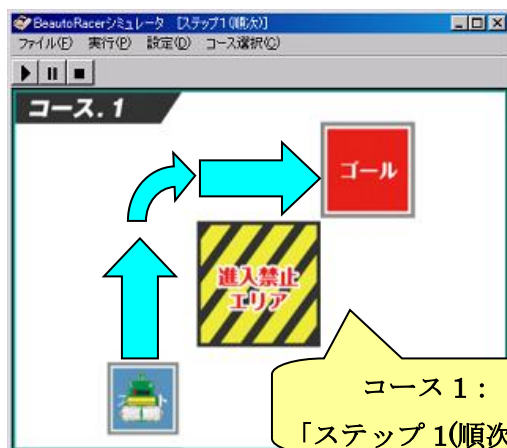 BeautoRacerシミュレータ [ステップ1(順次)]
ファイル(F) 実行(P) 設定(O) コース選択(C)
コース.1
ゴール
進入禁止
エリア
コース 1：
「ステップ 1(順次